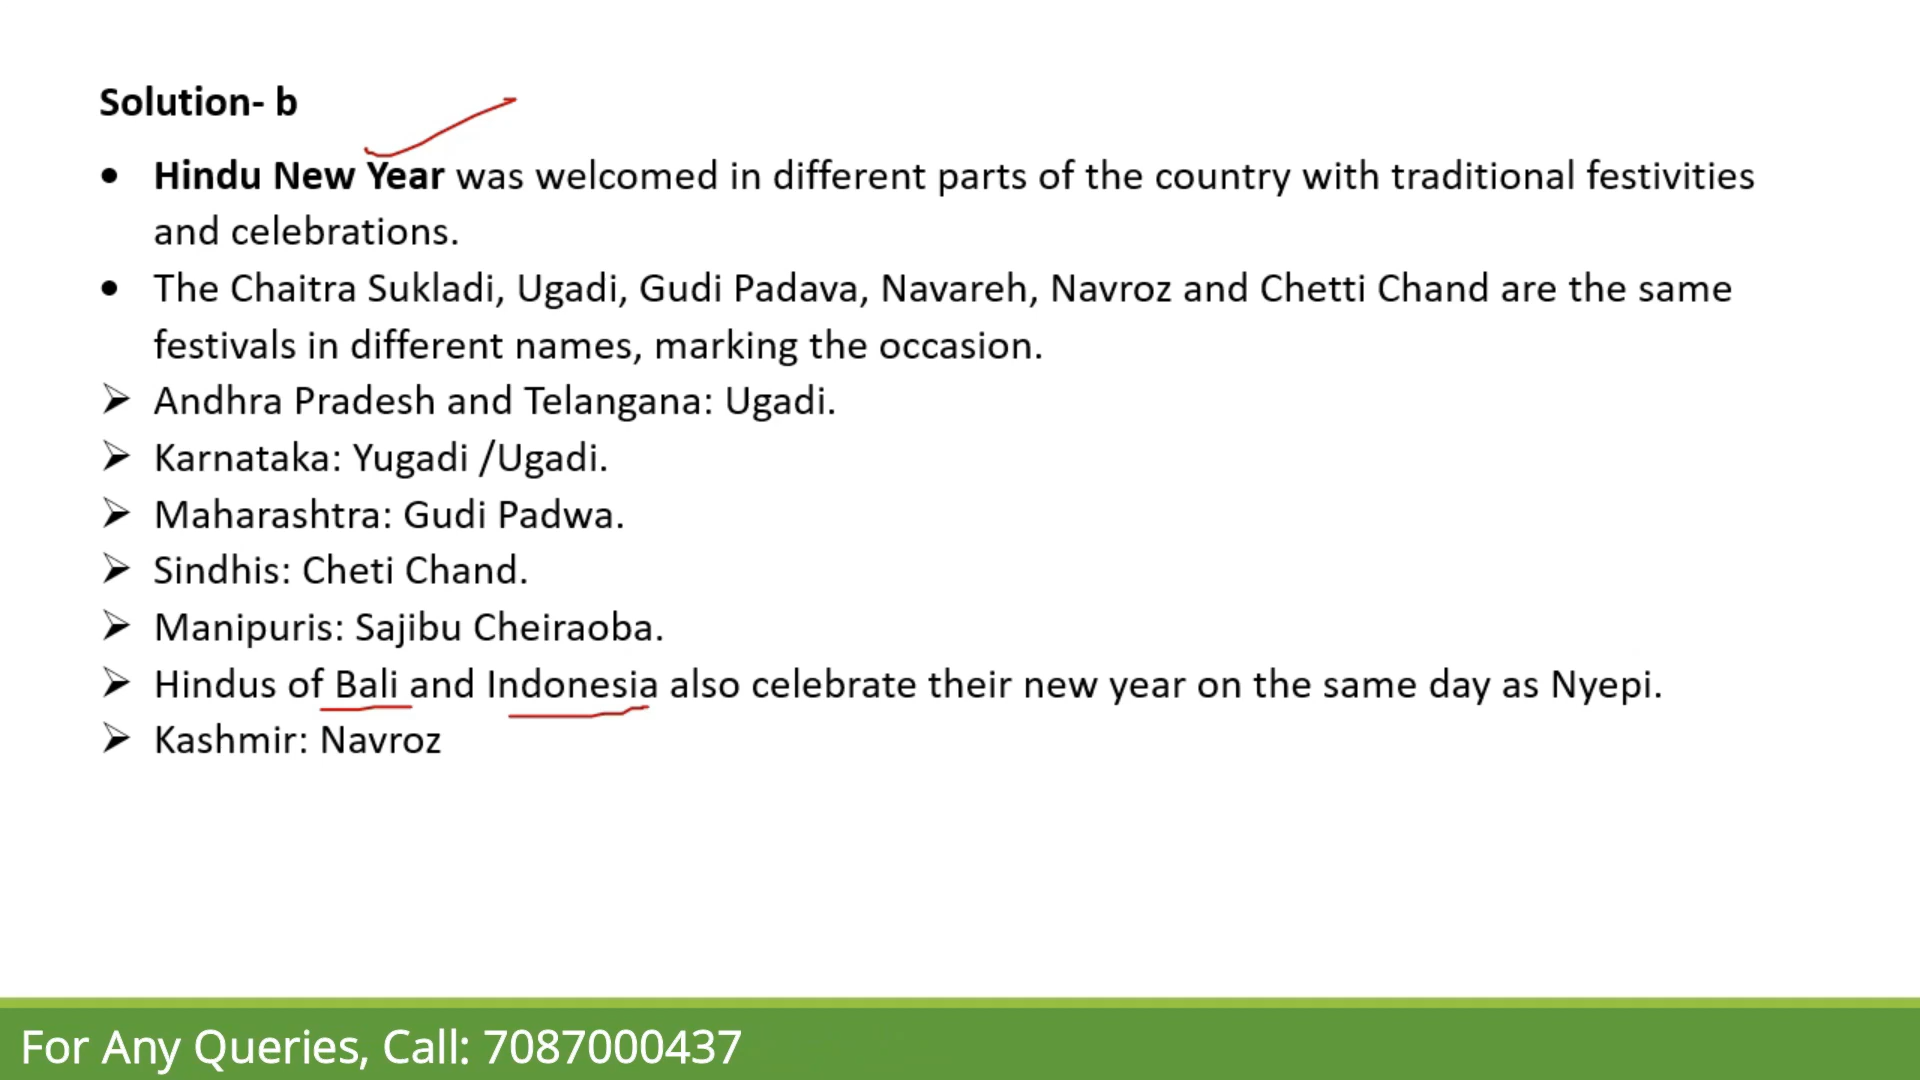 Solution- b
• Hindu New Year was welcomed in different parts of the country with traditional festivities
and celebrations.
• The Chaitra Sukladi, Ugadi, Gudi Padava, Navareh, Navroz and Chetti Chand are the same
festivals in different names, marking the occasion.
➢ Andhra Pradesh and Telangana: Ugadi.
➢ Karnataka: Yugadi /Ugadi.
➢ Maharashtra: Gudi Padwa.
➢ Sindhis: Cheti Chand.
➢ Manipuris: Sajibu Cheiraoba.
➢ Hindus of Bali and Indonesia also celebrate their new year on the same day as Nyepi.
➢ Kashmir: Navroz
For Any Queries, Call: 7087000437